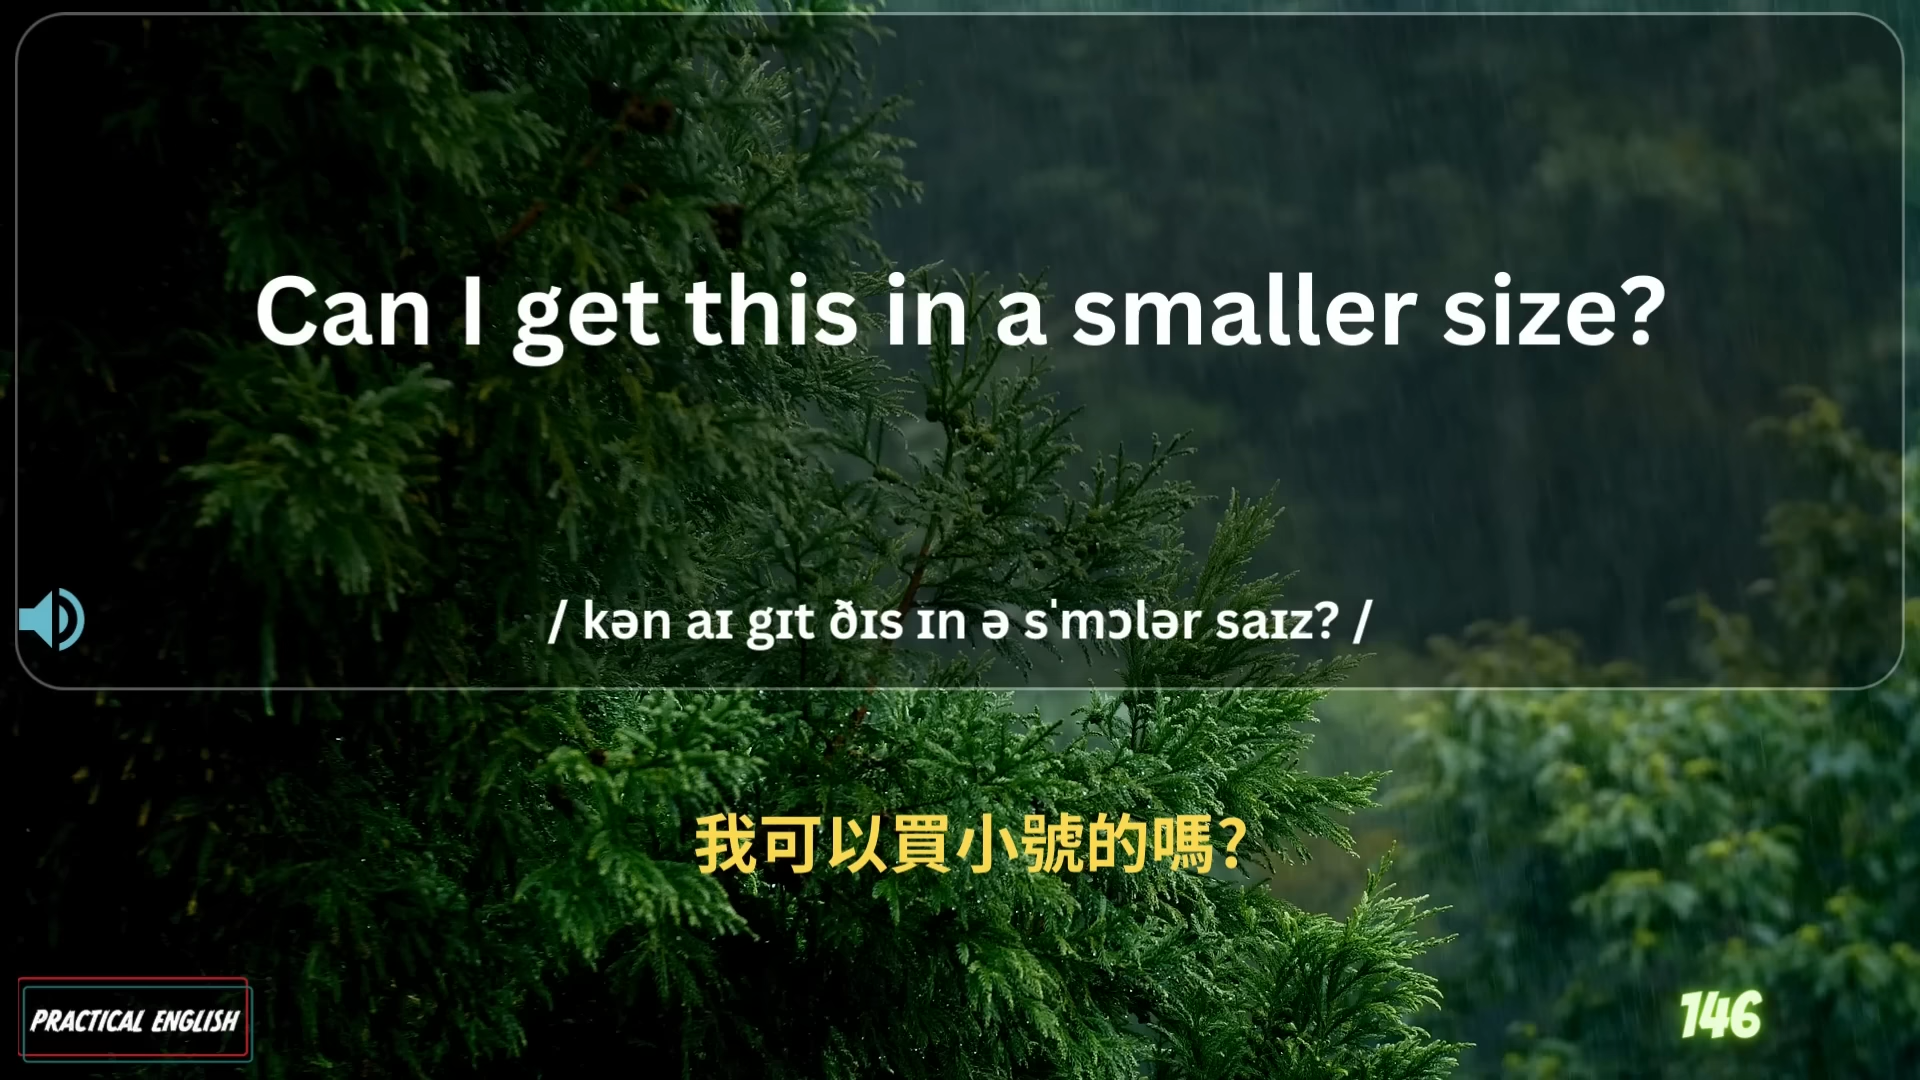 Can I get this in a smaller size?
/ kən aɪ gɪt ðɪs ɪn ə sˈmɔlər saɪz? /
我可以買小號的嗎?
PRACTICAL ENGLISH
146